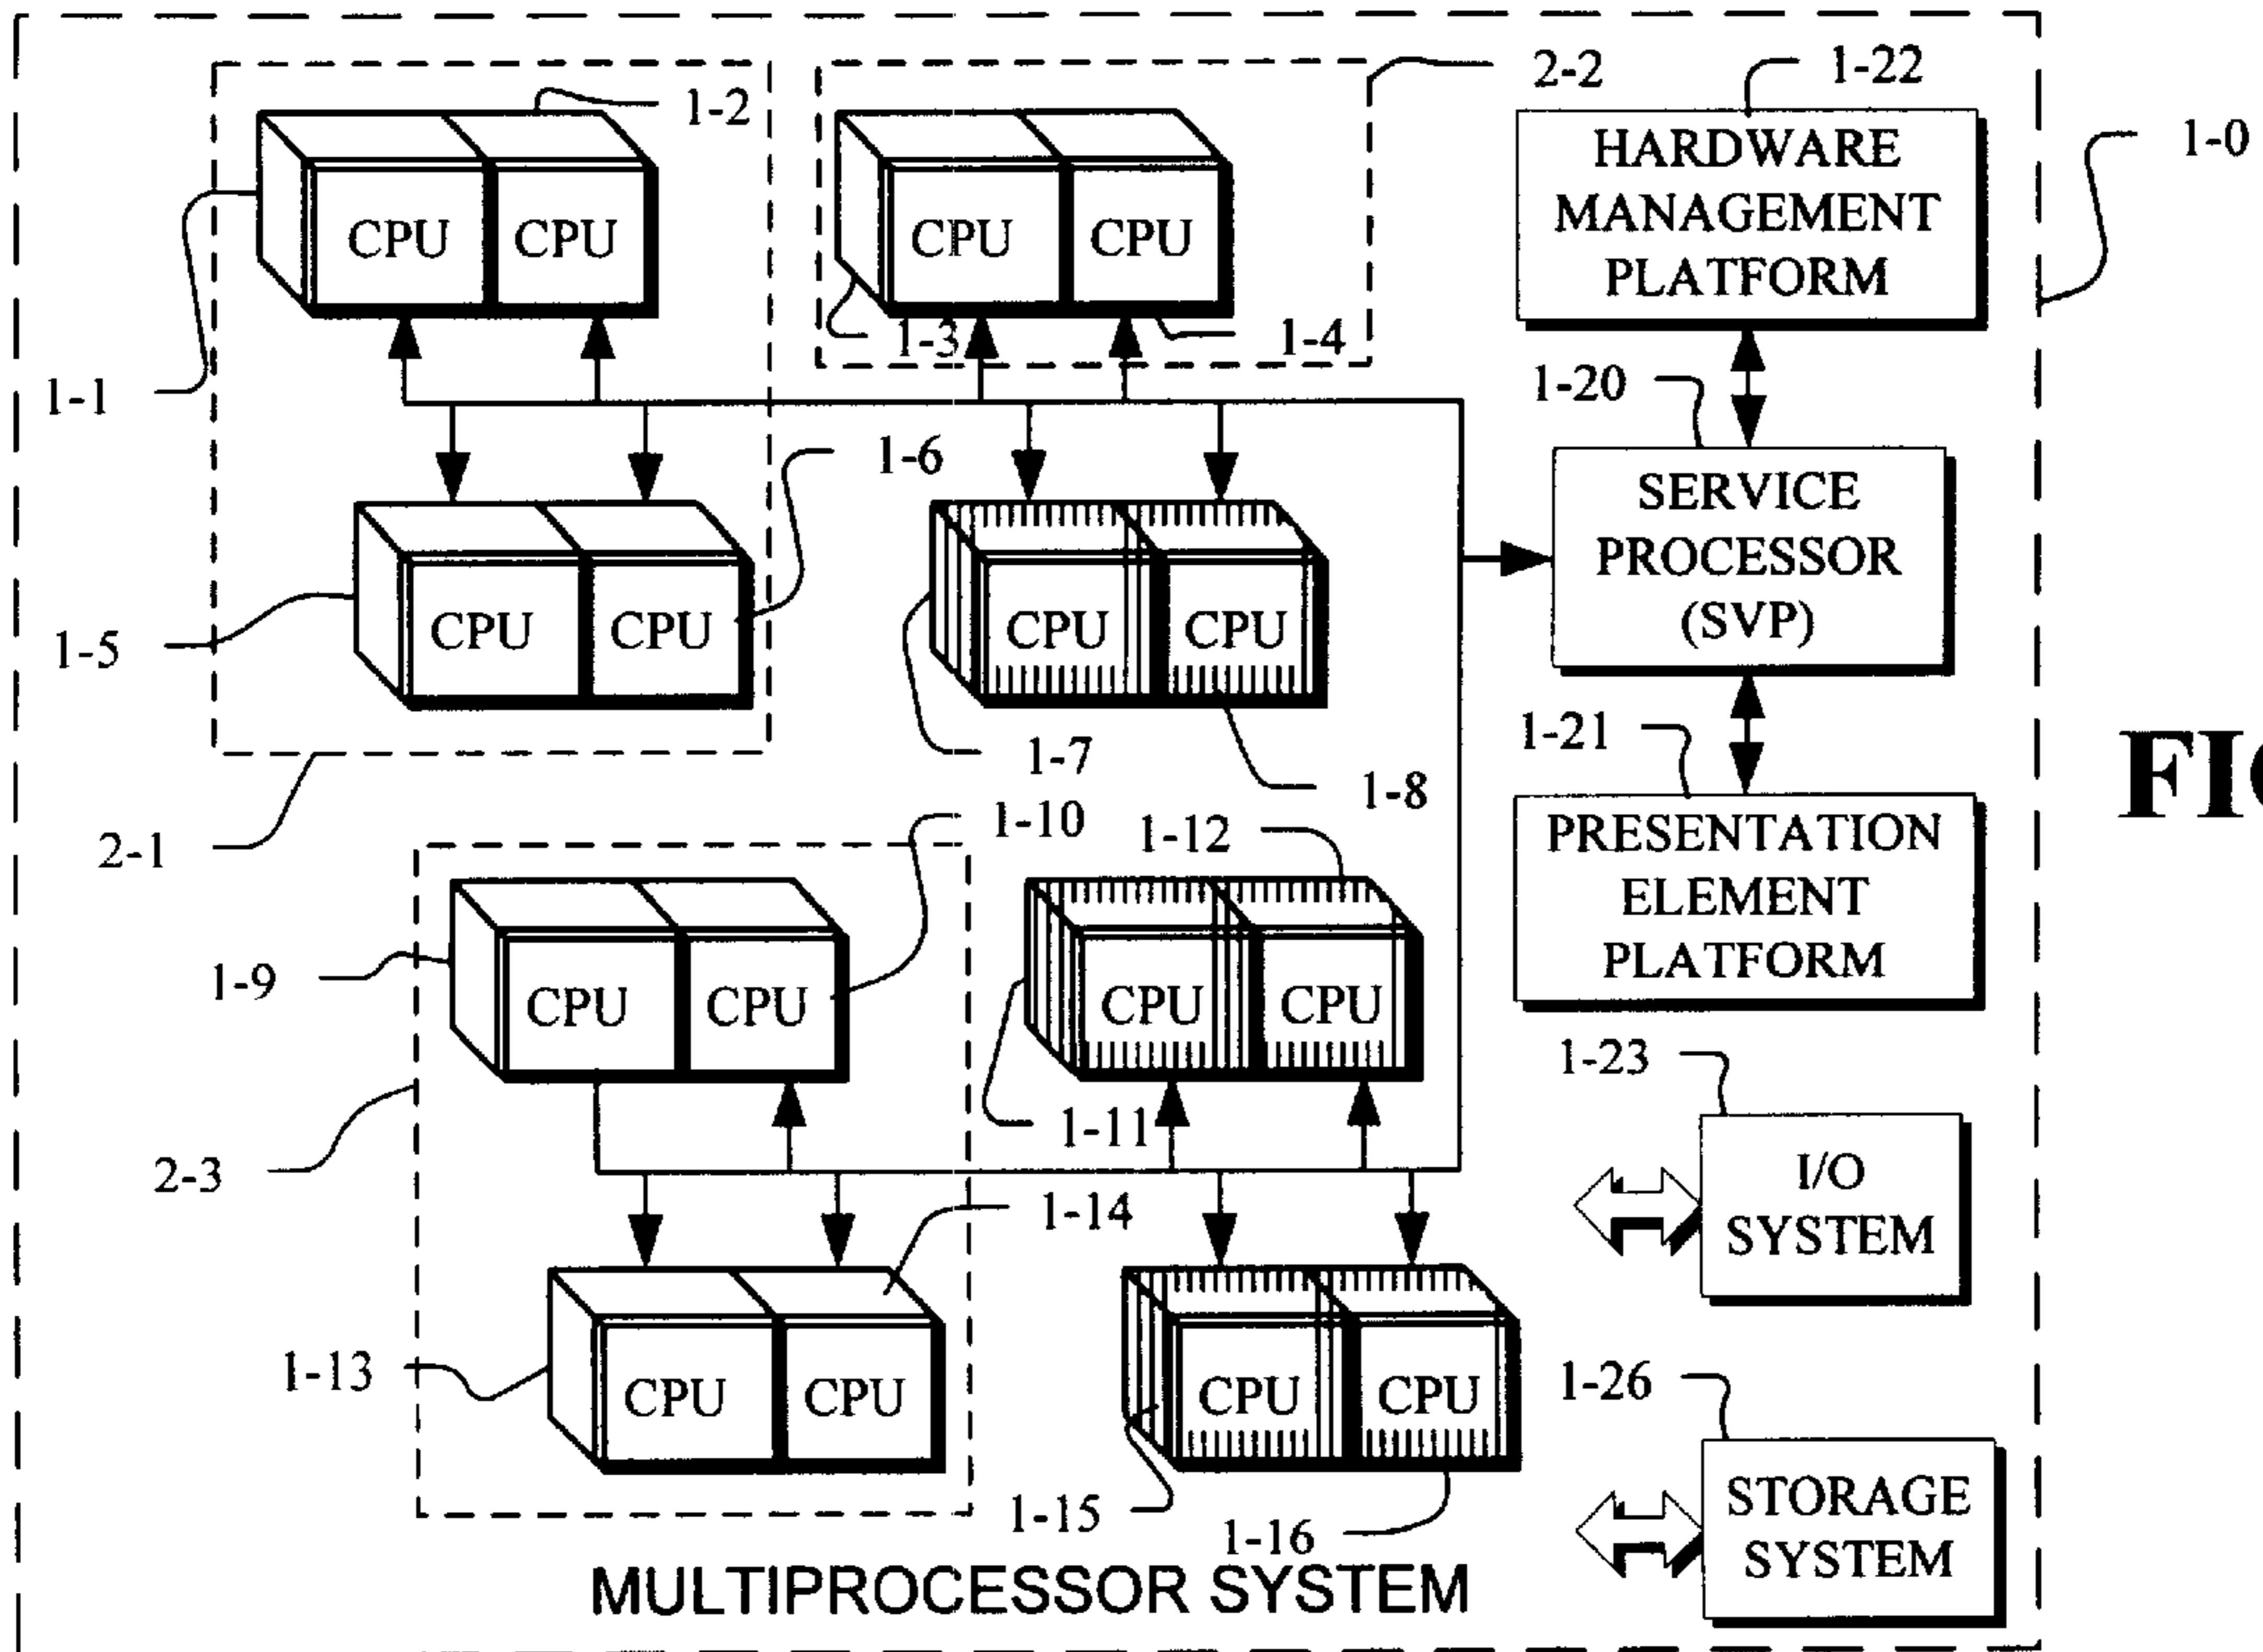 2-2
1-22
1-2
HARDWARE
MANAGEMENT
PLATFORM
1-0
CPU CPU
CPU CPU
1-3
1-4
1-1
1-20
1-6
SERVICE
PROCESSOR
(SVP)
CPU CPU
CPU CPU
1-5
1-7
1-8
1-21
2-1
1-10
1-12
PRESENTATION
ELEMENT
PLATFORM
1-9
CPU CPU
CPU CPU
1-11
1-23
2-3
I/O
SYSTEM
1-14
1-13
CPU CPU
CPU CPU
1-26
1-15
1-16
STORAGE
SYSTEM
MULTIPROCESSOR SYSTEM